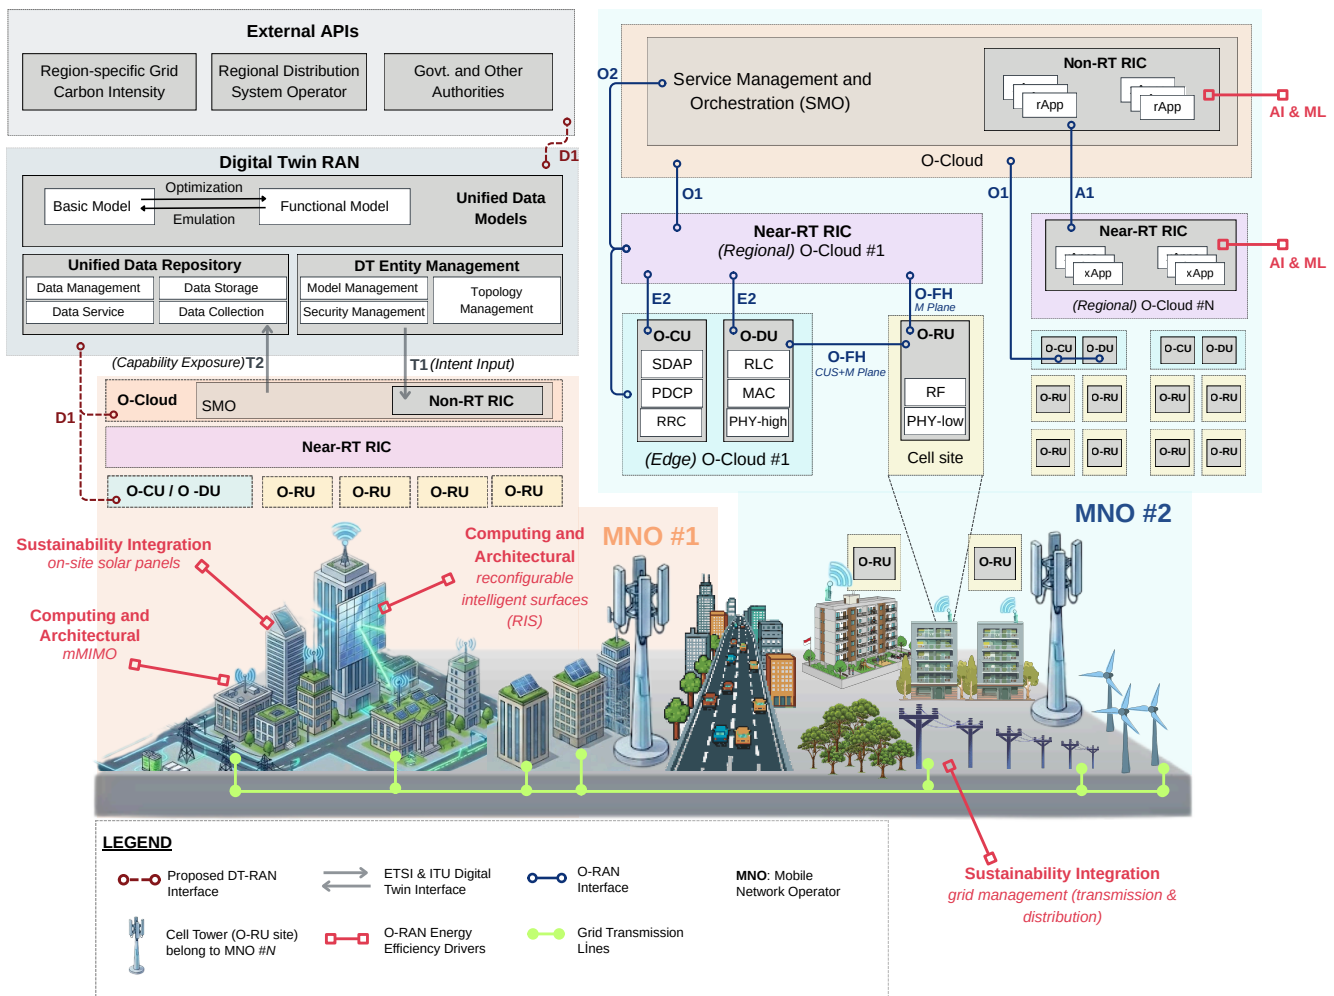 External APIs
Region-specific Grid
Carbon Intensity
Regional Distribution
System Operator
Govt. and Other
Authorities
D1
Digital Twin RAN
Basic Model
Optimization
Emulation
Functional Model
Unified Data
Models
Unified Data Repository
Data Management
Data Storage
Data Service
Data Collection
DT Entity Management
Model Management
Security Management
Topology
Management
(Capability Exposure) T2
T1 (Intent Input)
D1
O-Cloud
SMO
Non-RT RIC
Near-RT RIC
O-CU / O -DU
O-RU
O-RU
O-RU
O-RU
MNO #1
Sustainability Integration
on-site solar panels
Computing and
Architectural
mMIMO
Computing and
Architectural
reconfigurable
intelligent surfaces
(RIS)
O2
Service Management and
Orchestration (SMO)
Non-RT RIC
rApp
rApp
AI & ML
O-Cloud
O1
O1
A1
Near-RT RIC
(Regional) O-Cloud #1
Near-RT RIC
xApp
xApp
AI & ML
(Regional) O-Cloud #N
E2
E2
O-FH
M Plane
O-CU
SDAP
PDCP
RRC
O-DU
RLC
MAC
PHY-high
O-FH
CUS+M Plane
(Edge) O-Cloud #1
O-RU
RF
PHY-low
Cell site
O-CU
O-DU
O-CU
O-DU
O-RU
O-RU
O-RU
O-RU
O-RU
O-RU
O-RU
O-RU
MNO #2
O-RU
O-RU
Sustainability Integration
grid management (transmission &
distribution)
LEGEND
Proposed DT-RAN
Interface
ETSI & ITU Digital
Twin Interface
O-RAN
Interface
MNO: Mobile
Network Operator
Cell Tower (O-RU site)
belong to MNO #N
O-RAN Energy
Efficiency Drivers
Grid Transmission
Lines